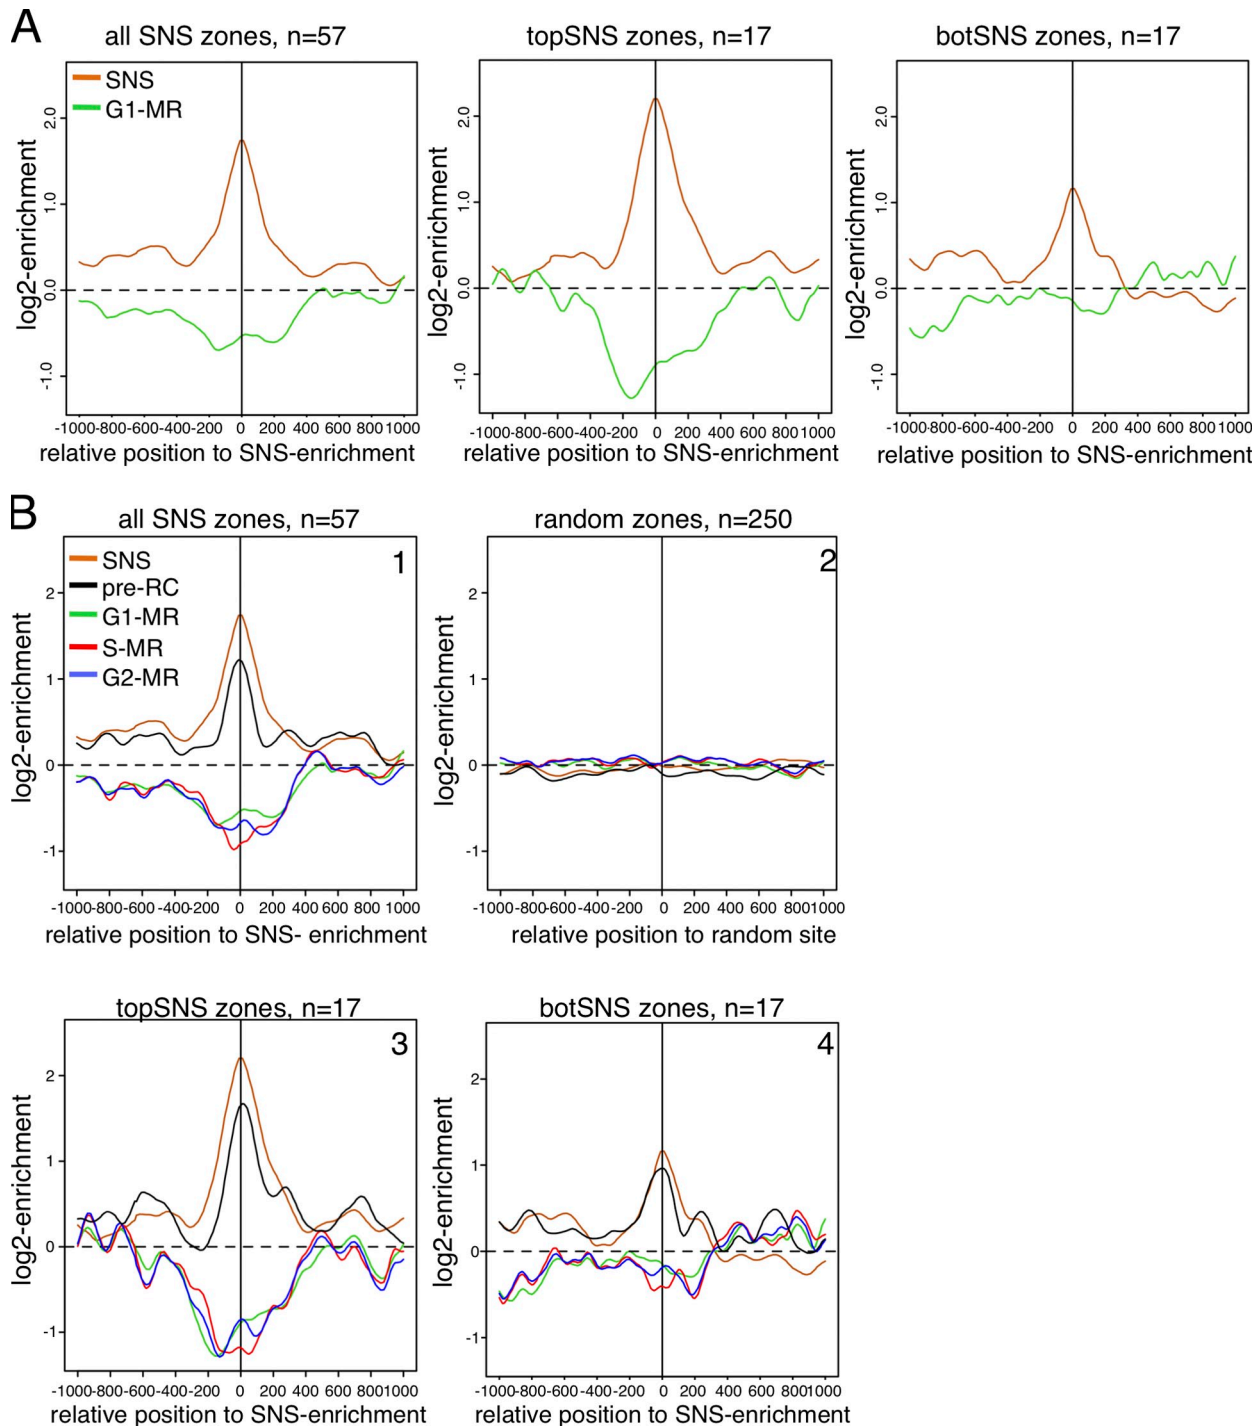 A
all SNS zones, n=57
topSNS zones, n=17
botSNS zones, n=17
SNS
G1-MR
log2-enrichment
2.0
1.0
0.0
-1.0
-1000-800-600-400-200 0 200 400 600 800 1000
relative position to SNS-enrichment
log2-enrichment
2.0
1.0
0.0
-1.0
-1000-800-600-400-200 0 200 400 600 800 1000
relative position to SNS-enrichment
log2-enrichment
2.0
1.0
0.0
-1.0
-1000-800-600-400-200 0 200 400 600 800 1000
relative position to SNS-enrichment
B
all SNS zones, n=57
random zones, n=250
1
SNS
pre-RC
G1-MR
S-MR
G2-MR
log2-enrichment
2
1
0
-1
-1000-800-600-400-200 0 200 400 600 800 1000
relative position to SNS- enrichment
2
log2-enrichment
2
1
0
-1
-1000-800-600-400-200 0 200 400 600 8001000
relative position to random site
topSNS zones, n=17
botSNS zones, n=17
3
log2-enrichment
2
1
0
-1
-1000-800-600-400-200 0 200 400 600 800 1000
relative position to SNS-enrichment
4
log2-enrichment
2
1
0
-1
-1000-800-600-400-200 0 200 400 600 8001000
relative position to SNS-enrichment